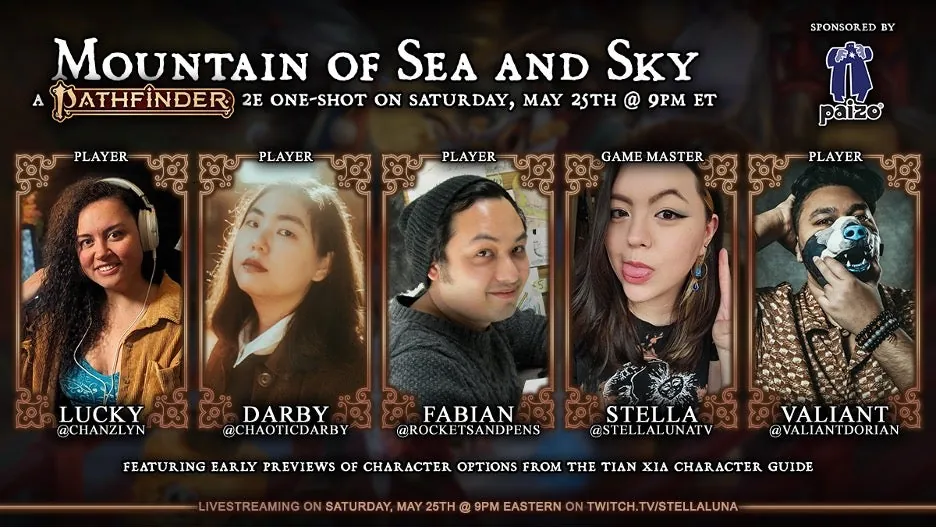 SPONSORED BY
paizo
MOUNTAIN OF SEA AND SKY
A PATHFINDER 2E ONE-SHOT ON SATURDAY, MAY 25TH @ 9PM ET
PLAYER
LUCKY
@CHANZLYN
PLAYER
DARBY
@CHAOTICDARBY
PLAYER
FABIAN
@ROCKETSANDPENS
GAME MASTER
STELLA
@STELLALUNATV
PLAYER
VALIANT
@VALIANTDORIAN
FEATURING EARLY PREVIEWS OF CHARACTER OPTIONS FROM THE TIAN XIA CHARACTER GUIDE
LIVESTREAMING ON SATURDAY, MAY 25TH @ 9PM EASTERN ON TWITCH.TV/STELLALUNA